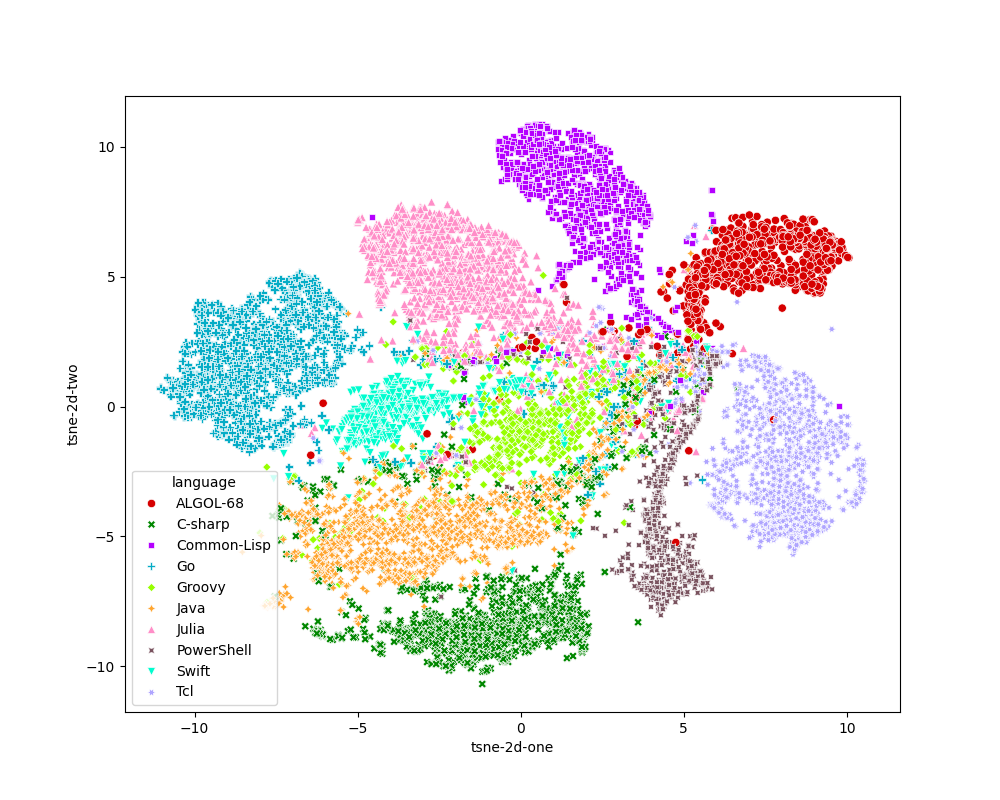 10
5
0
−5
−10
tsne-2d-two
language
ALGOL-68
C-sharp
Common-Lisp
Go
Groovy
Java
Julia
PowerShell
Swift
Tcl
−10
−5
0
5
10
tsne-2d-one